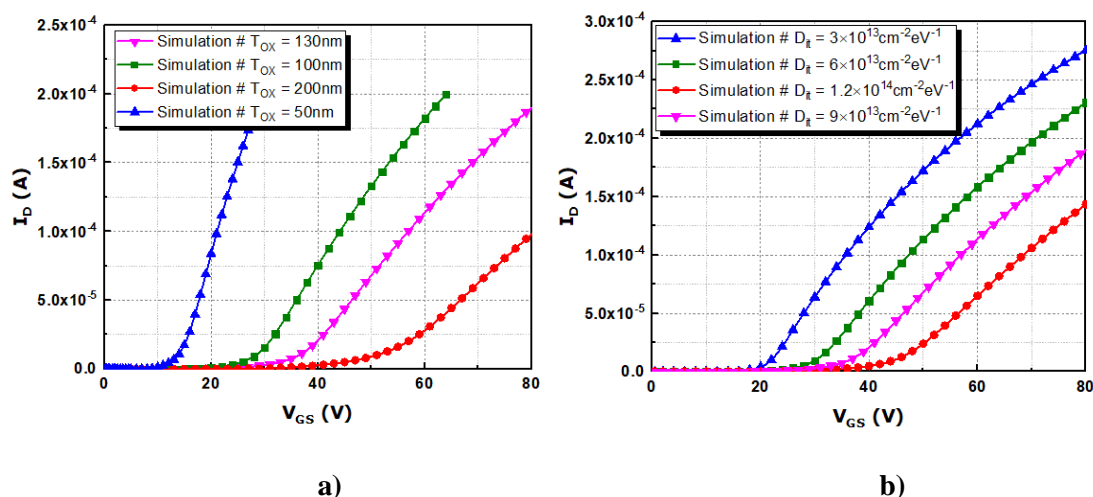 a)
2.5x10⁻⁴
2.0x10⁻⁴
1.5x10⁻⁴
1.0x10⁻⁴
5.0x10⁻⁵
0.0
I_D (A)
Simulation # T_OX = 130nm
Simulation # T_OX = 100nm
Simulation # T_OX = 200nm
Simulation # T_OX = 50nm
0 20 40 60 80
V_GS (V)
b)
3.0x10⁻⁴
2.5x10⁻⁴
2.0x10⁻⁴
1.5x10⁻⁴
1.0x10⁻⁴
5.0x10⁻⁵
0.0
I_D (A)
Simulation # D_it = 3×10¹³cm⁻²eV⁻¹
Simulation # D_it = 6×10¹³cm⁻²eV⁻¹
Simulation # D_it = 1.2×10¹⁴cm⁻²eV⁻¹
Simulation # D_it = 9×10¹³cm⁻²eV⁻¹
0 20 40 60 80
V_GS (V)
a)
b)